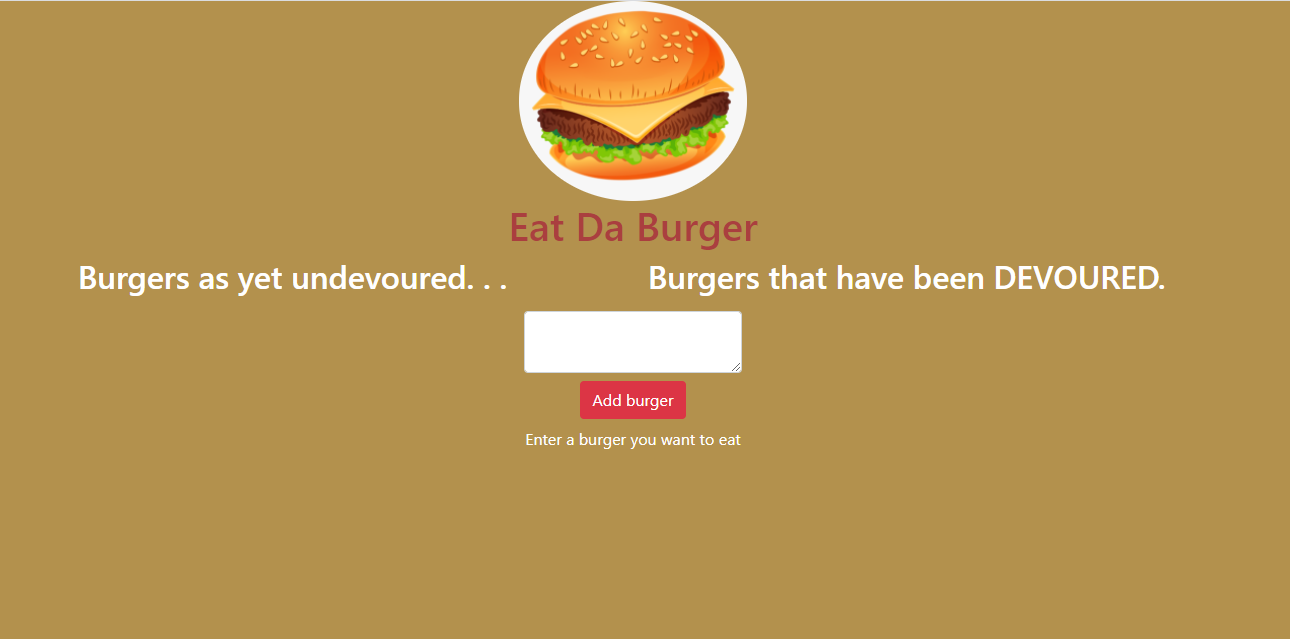 Eat Da Burger
Burgers as yet undevoured. . .
Burgers that have been DEVOURED.
Add burger
Enter a burger you want to eat